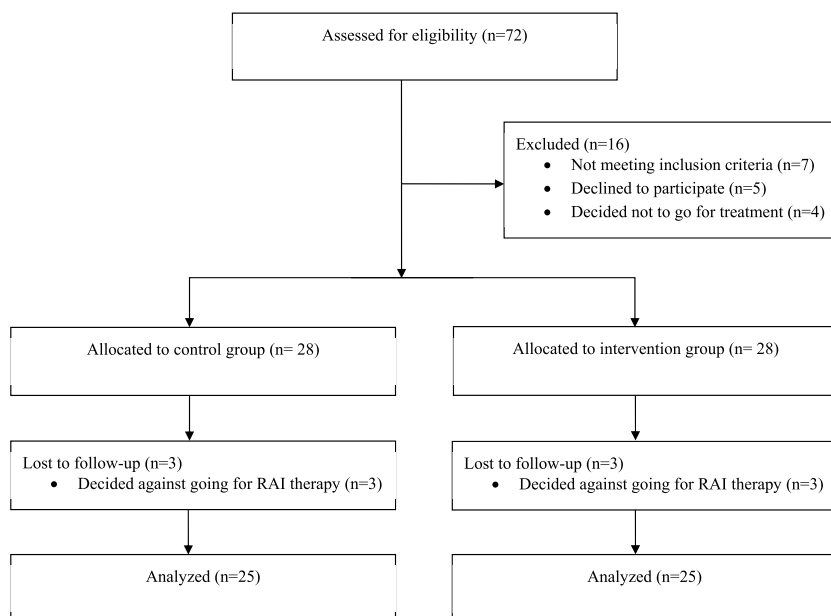 Assessed for eligibility (n=72)
Excluded (n=16)
• Not meeting inclusion criteria (n=7)
• Declined to participate (n=5)
• Decided not to go for treatment (n=4)
Allocated to control group (n= 28)
Allocated to intervention group (n= 28)
Lost to follow-up (n=3)
• Decided against going for RAI therapy (n=3)
Lost to follow-up (n=3)
• Decided against going for RAI therapy (n=3)
Analyzed (n=25)
Analyzed (n=25)